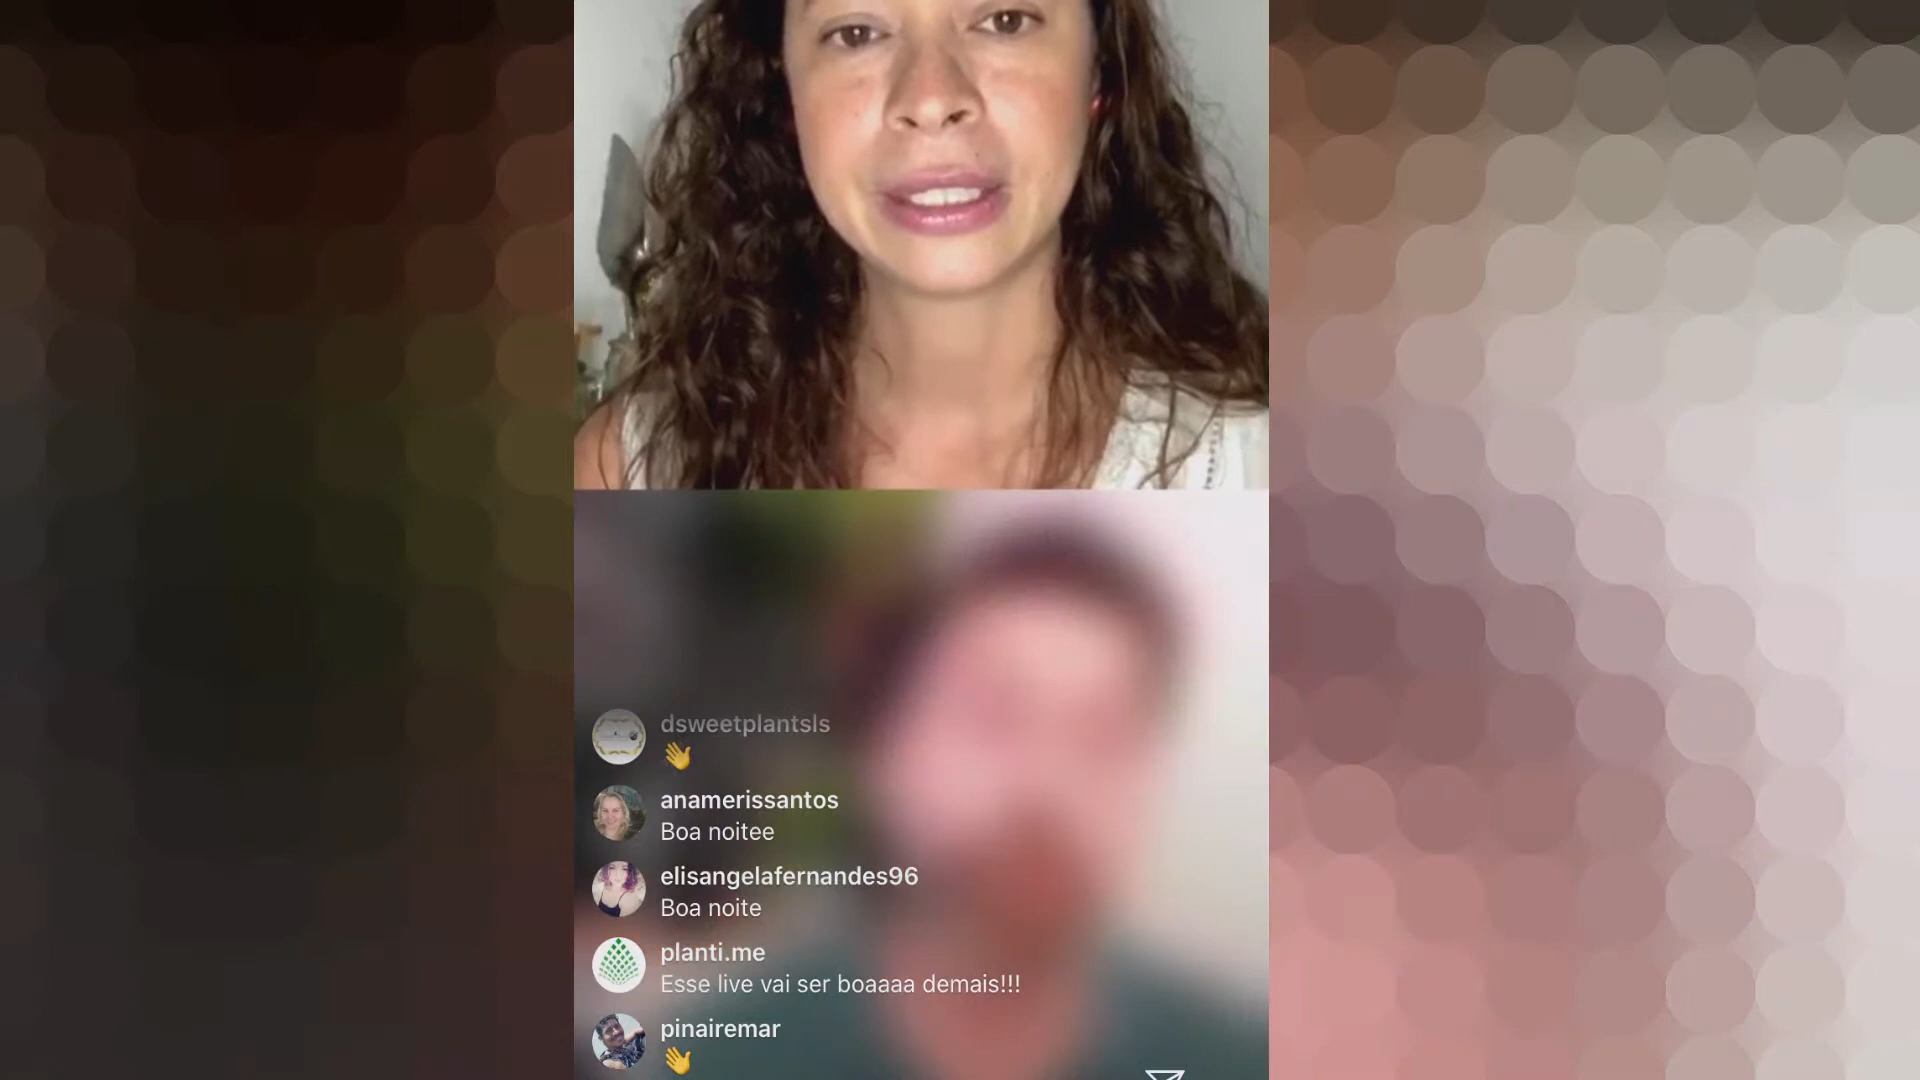 dsweetplantsls
👋
anamerissantos
Boa noitee
elisangelafernandes96
Boa noite
planti.me
Esse live vai ser boaaaa demais!!!
pinairemar
👋